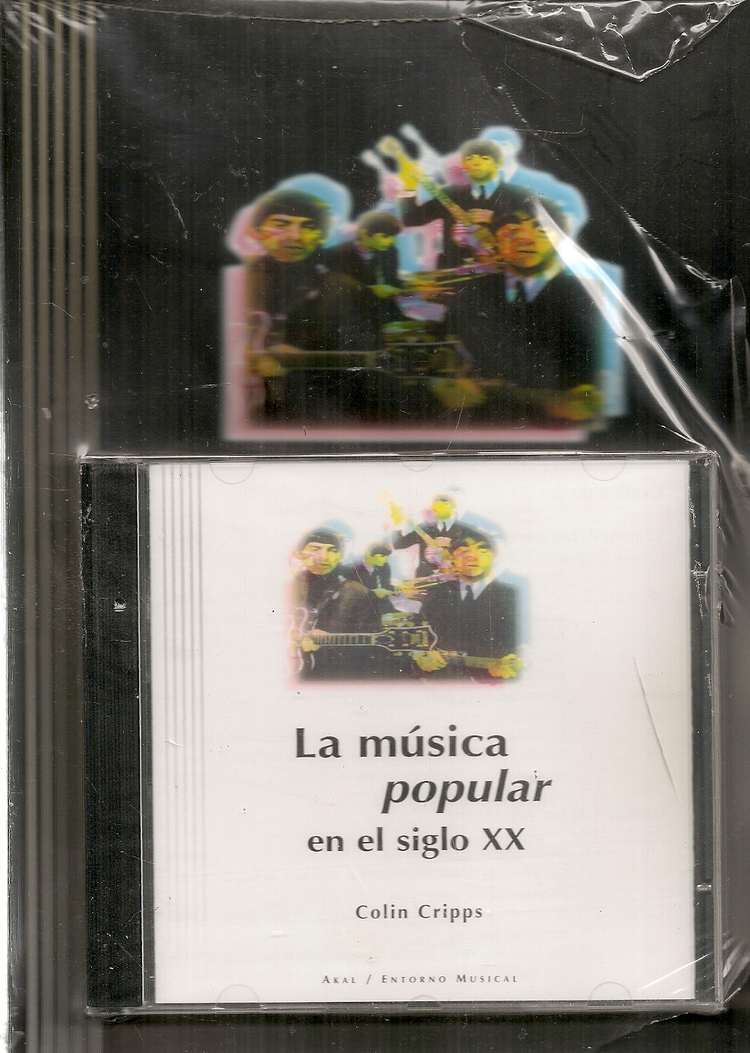 La música
popular
en el siglo XX
Colin Cripps
AKAL / ENTORNO MUSICAL